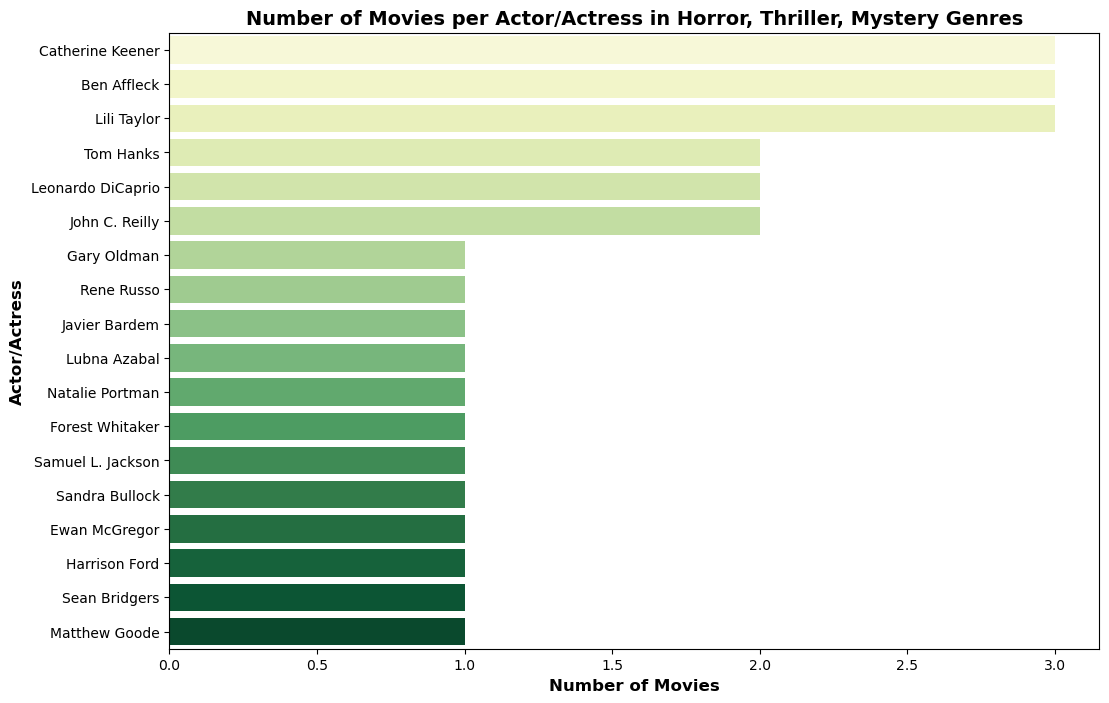 Number of Movies per Actor/Actress in Horror, Thriller, Mystery Genres
Actor/Actress
Catherine Keener
Ben Affleck
Lili Taylor
Tom Hanks
Leonardo DiCaprio
John C. Reilly
Gary Oldman
Rene Russo
Javier Bardem
Lubna Azabal
Natalie Portman
Forest Whitaker
Samuel L. Jackson
Sandra Bullock
Ewan McGregor
Harrison Ford
Sean Bridgers
Matthew Goode
0.0 0.5 1.0 1.5 2.0 2.5 3.0
Number of Movies